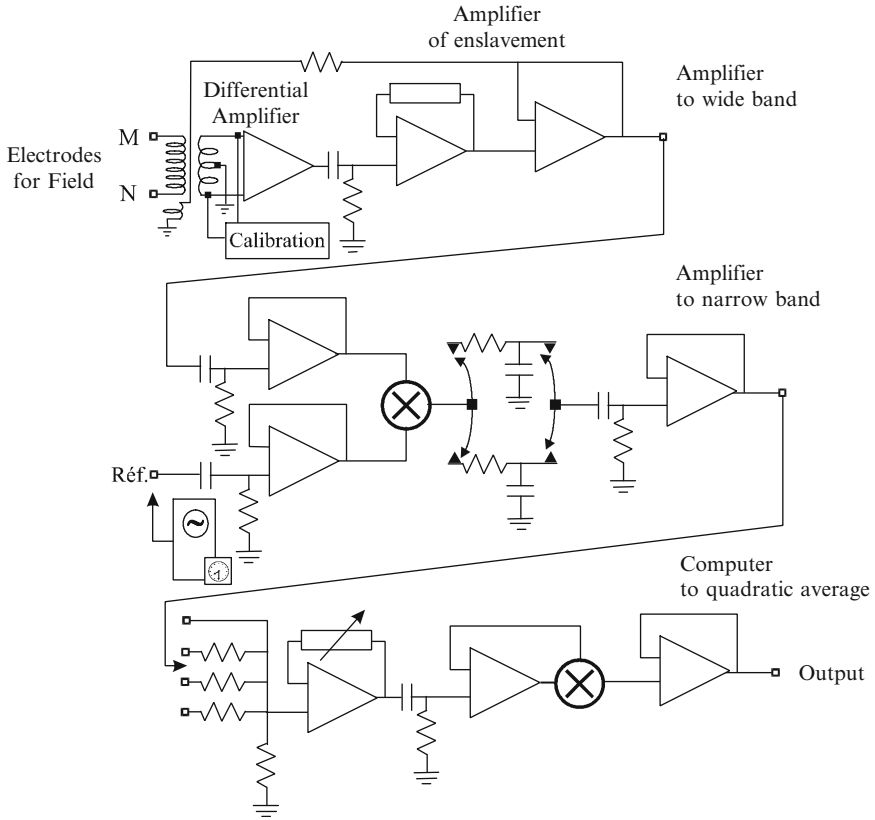 Amplifier
of enslavement
Amplifier
to wide band
Differential
Amplifier
M
Electrodes
for Field
N
Calibration
Amplifier
to narrow band
Réf.
~
Computer
to quadratic average
Output